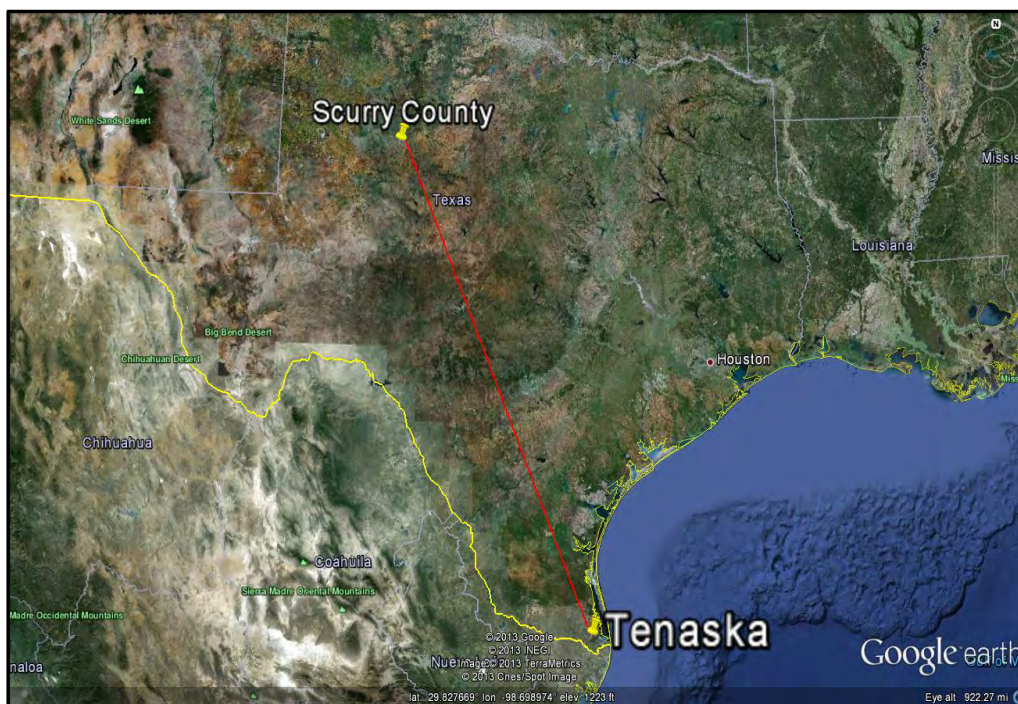 N
White Sands Desert
Scurry County
Mississ
Texas
Louisiana
Big Bend Desert
Chihuahuan Desert
Houston
Miss
Chihuahua
Coahuila
Sierra Madre Oriental Mountains
Madre Occidental Mountains
Tenaska
© 2013 Google
© 2013 INEGI
Image © 2013 TerraMetrics
© 2013 Cnes/Spot Image
naloa
Google earth
lat 29.827669° lon -98.698974° elev 1223 ft
Eye alt 922.27 mi